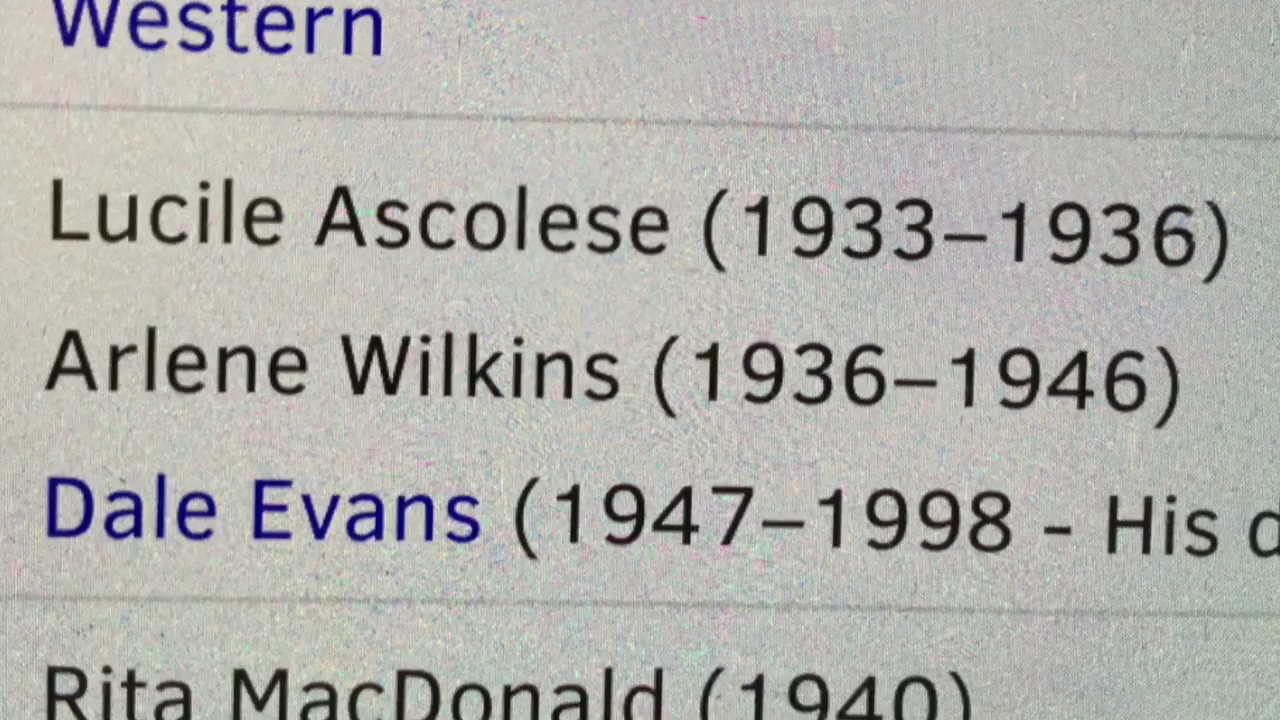 Western
Lucile Ascolese (1933–1936)
Arlene Wilkins (1936–1946)
Dale Evans (1947–1998 - His
Rita MacDonald (1940)